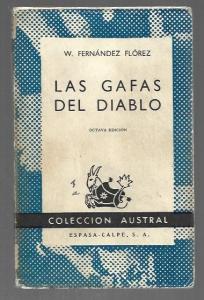 W. FERNÁNDEZ FLÓREZ
LAS GAFAS
DEL DIABLO
OCTAVA EDICIÓN
COLECCION AUSTRAL
ESPASA-CALPE, S. A.